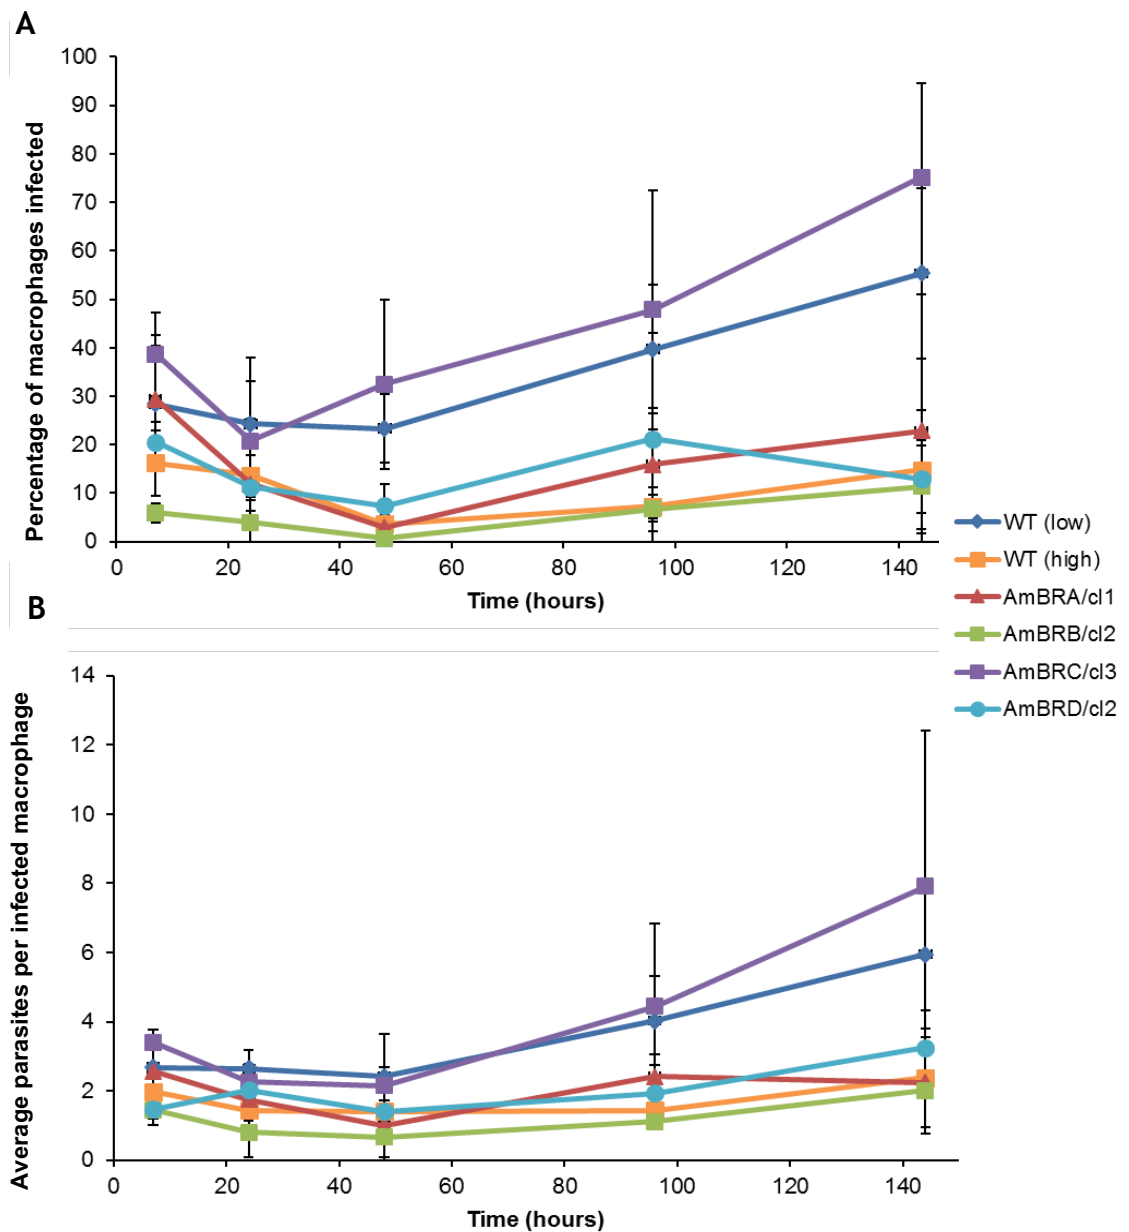 A
Percentage of macrophages infected
100
90
80
70
60
50
40
30
20
10
0
0 20 40 60 80 100 120 140
Time (hours)
WT (low)
WT (high)
AmBRA/cl1
AmBRB/cl2
AmBRC/cl3
AmBRD/cl2
B
Average parasites per infected macrophage
14
12
10
8
6
4
2
0
0 20 40 60 80 100 120 140
Time (hours)